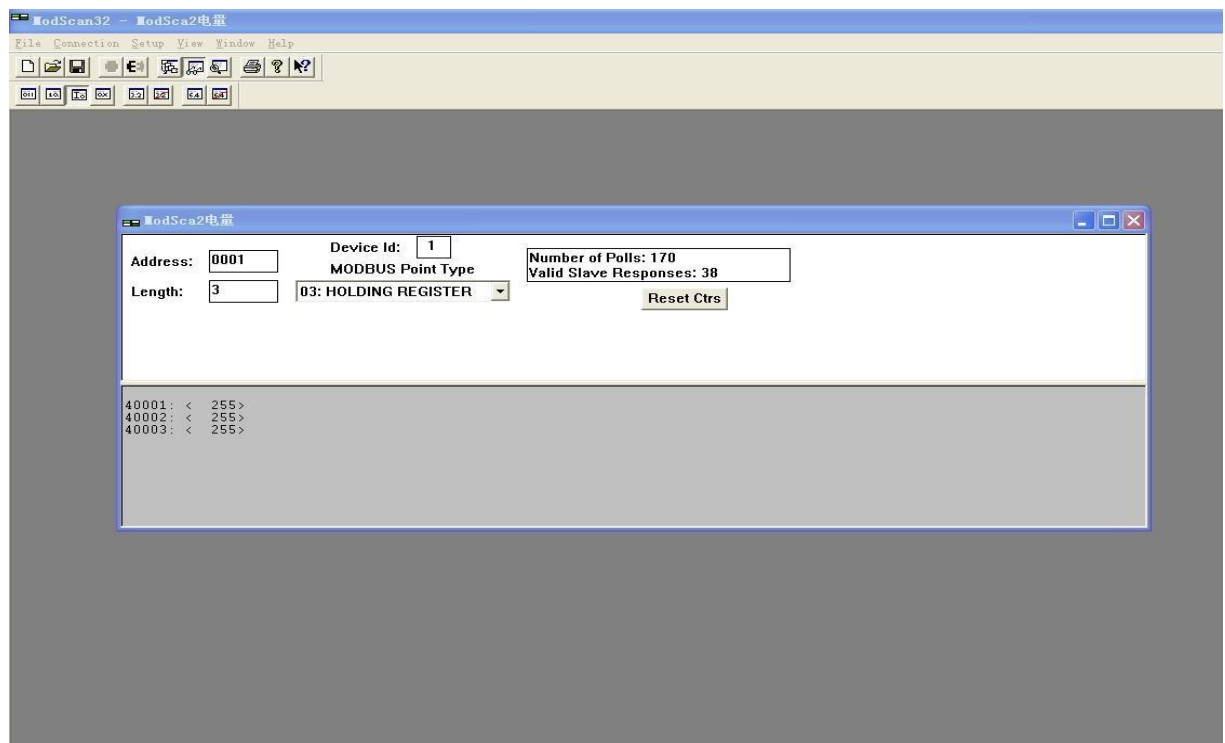 ModScan32 - ModSca2电量
File Connection Setup View Window Help
ModSca2电量
Device Id: 1
Address: 0001
MODBUS Point Type
Number of Polls: 170
Valid Slave Responses: 38
Length: 3
03: HOLDING REGISTER
Reset Ctrs
40001: < 255>
40002: < 255>
40003: < 255>